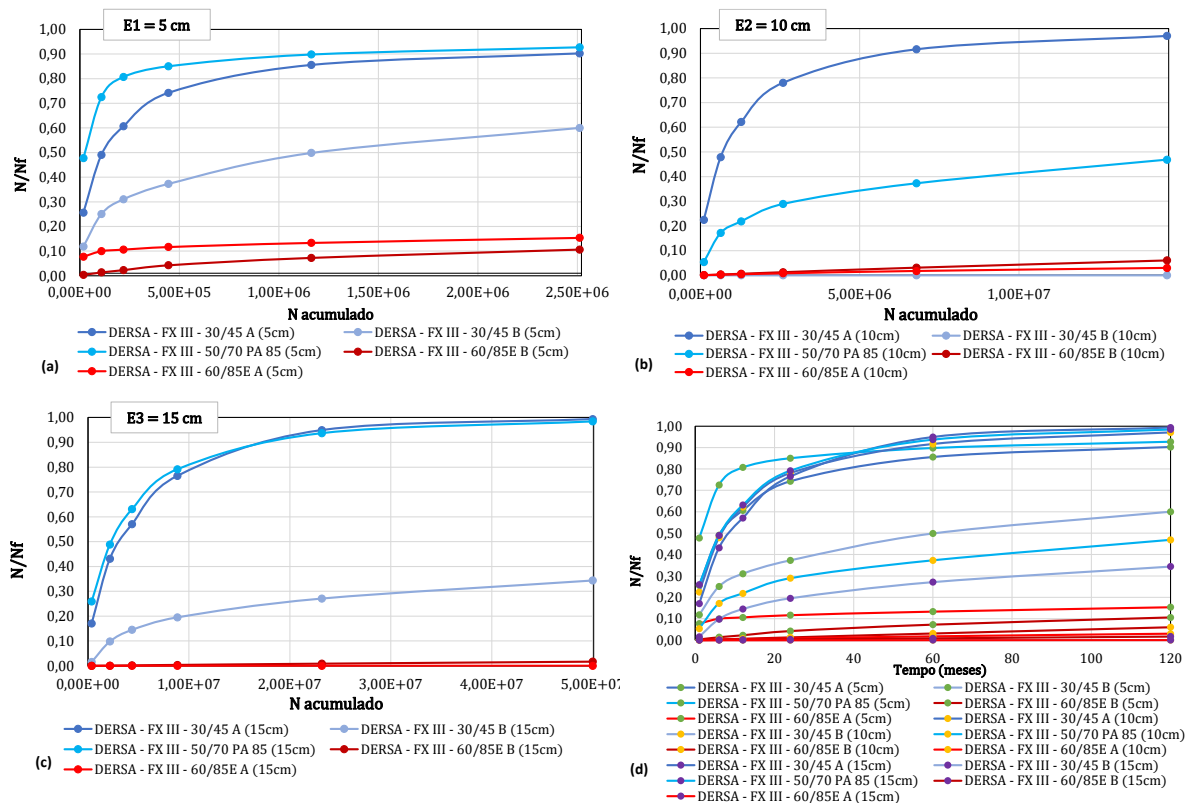 E1 = 5 cm
1,00
0,90
0,80
0,70
0,60
0,50
0,40
0,30
0,20
0,10
0,00
N/Nf
0,00E+00 5,00E+05 1,00E+06 1,50E+06 2,00E+06 2,50E+06
N acumulado
DERSA - FX III - 30/45 A (5cm) DERSA - FX III - 30/45 B (5cm)
DERSA - FX III - 50/70 PA 85 (5cm) DERSA - FX III - 60/85E B (5cm)
DERSA - FX III - 60/85E A (5cm)
(a)
E2 = 10 cm
1,00
0,90
0,80
0,70
0,60
0,50
0,40
0,30
0,20
0,10
0,00
N/Nf
0,00E+00 5,00E+06 1,00E+07
N acumulado
DERSA - FX III - 30/45 A (10cm) DERSA - FX III - 30/45 B (10cm)
DERSA - FX III - 50/70 PA 85 (10cm) DERSA - FX III - 60/85E B (10cm)
DERSA - FX III - 60/85E A (10cm)
(b)
E3 = 15 cm
1,00
0,90
0,80
0,70
0,60
0,50
0,40
0,30
0,20
0,10
0,00
N/Nf
0,00E+00 1,00E+07 2,00E+07 3,00E+07 4,00E+07 5,00E+07
N acumulado
DERSA - FX III - 30/45 A (15cm) DERSA - FX III - 30/45 B (15cm)
DERSA - FX III - 50/70 PA 85 (15cm) DERSA - FX III - 60/85E B (15cm)
DERSA - FX III - 60/85E A (15cm)
(c)
1,00
0,90
0,80
0,70
0,60
0,50
0,40
0,30
0,20
0,10
0,00
N/Nf
0 20 40 60 80 100 120
Tempo (meses)
DERSA - FX III - 30/45 A (5cm) DERSA - FX III - 30/45 B (5cm)
DERSA - FX III - 50/70 PA 85 (5cm) DERSA - FX III - 60/85E B (5cm)
DERSA - FX III - 60/85E A (5cm) DERSA - FX III - 30/45 A (10cm)
DERSA - FX III - 30/45 B (10cm) DERSA - FX III - 50/70 PA 85 (10cm)
DERSA - FX III - 60/85E B (10cm) DERSA - FX III - 60/85E A (10cm)
DERSA - FX III - 30/45 A (15cm) DERSA - FX III - 30/45 B (15cm)
DERSA - FX III - 50/70 PA 85 (15cm) DERSA - FX III - 60/85E B (15cm)
DERSA - FX III - 60/85E A (15cm)
(d)